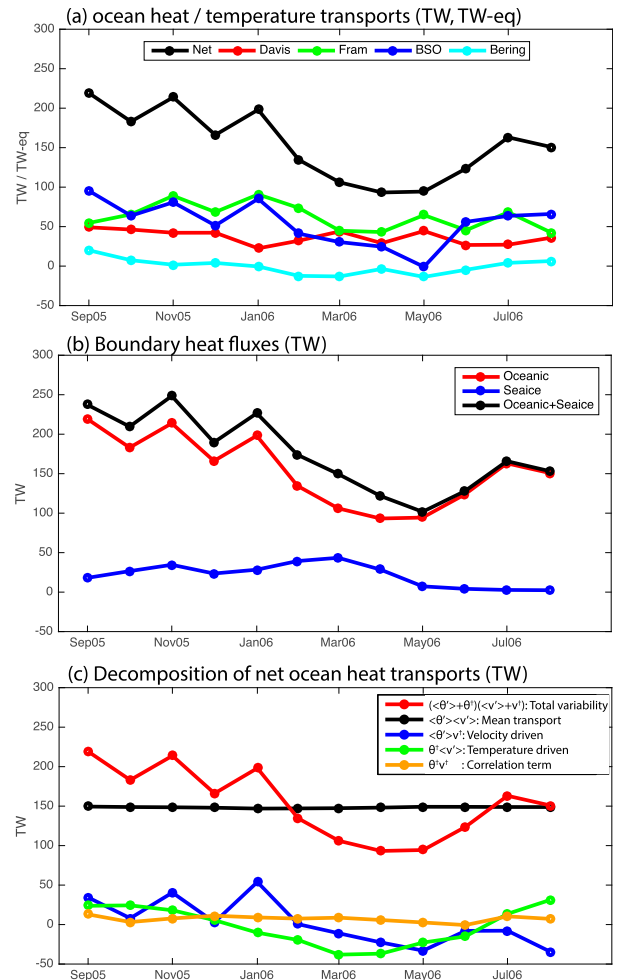 (a) ocean heat / temperature transports (TW, TW-eq)
300
Net Davis Fram BSO Bering
250
200
150
100
50
0
-50
TW / TW-eq
Sep05 Nov05 Jan06 Mar06 May06 Jul06
(b) Boundary heat fluxes (TW)
300
Oceanic
Seaice
Oceanic+Seaice
250
200
150
100
50
0
-50
TW
Sep05 Nov05 Jan06 Mar06 May06 Jul06
(c) Decomposition of net ocean heat transports (TW)
300
(<θ'>+θ†)(<v'>+v†): Total variability
<θ'><v'>: Mean transport
<θ'>v†: Velocity driven
θ†<v'>: Temperature driven
θ†v† : Correlation term
250
200
150
100
50
0
-50
TW
Sep05 Nov05 Jan06 Mar06 May06 Jul06